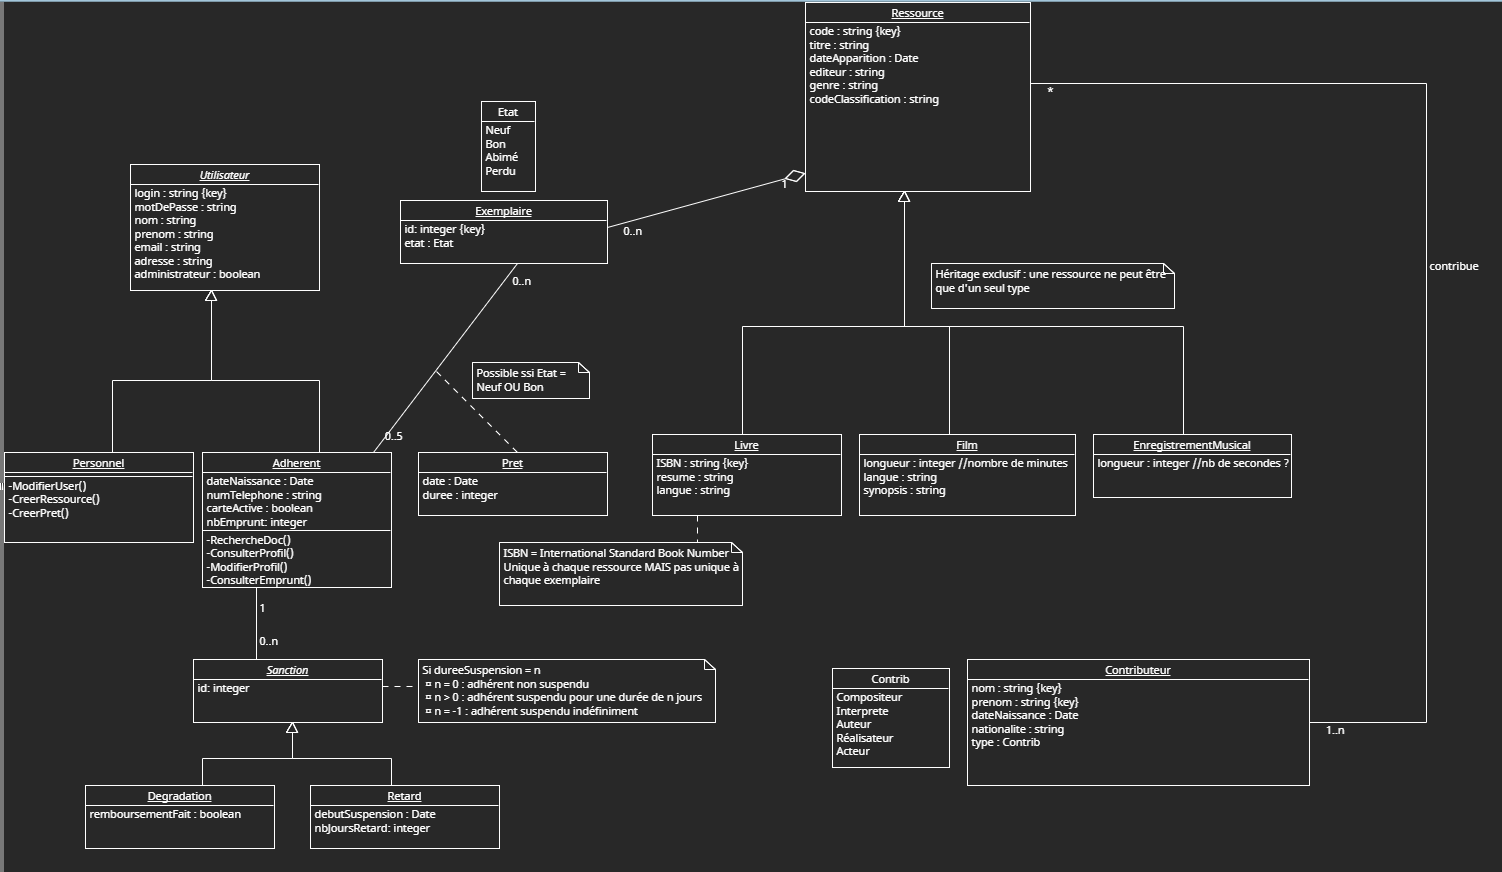 Ressource
code : string {key}
titre : string
dateApparition : Date
editeur : string
genre : string
codeClassification : string
*
contribue
Etat
Neuf
Bon
Abimé
Perdu
Utilisateur
login : string {key}
motDePasse : string
nom : string
prenom : string
email : string
adresse : string
administrateur : boolean
Exemplaire
id: integer {key}
etat : Etat
1
0..n
0..n
Héritage exclusif : une ressource ne peut être
que d'un seul type
Possible ssi Etat =
Neuf OU Bon
0..5
Personnel
-ModifierUser()
-CreerRessource()
-CreerPret()
Adherent
dateNaissance : Date
numTelephone : string
carteActive : boolean
nbEmprunt: integer
-RechercheDoc()
-ConsulterProfil()
-ModifierProfil()
-ConsulterEmprunt()
Pret
date : Date
duree : integer
Livre
ISBN : string {key}
resume : string
langue : string
Film
longueur : integer //nombre de minutes
langue : string
synopsis : string
EnregistrementMusical
longueur : integer //nb de secondes ?
ISBN = International Standard Book Number
Unique à chaque ressource MAIS pas unique à
chaque exemplaire
1
0..n
Sanction
id: integer
Si dureeSuspension = n
¤ n = 0 : adhérent non suspendu
¤ n > 0 : adhérent suspendu pour une durée de n jours
¤ n = -1 : adhérent suspendu indéfiniment
Contrib
Compositeur
Interprete
Auteur
Réalisateur
Acteur
Contributeur
nom : string {key}
prenom : string {key}
dateNaissance : Date
nationalite : string
type : Contrib
1..n
Degradation
remboursementFait : boolean
Retard
debutSuspension : Date
nbJoursRetard: integer